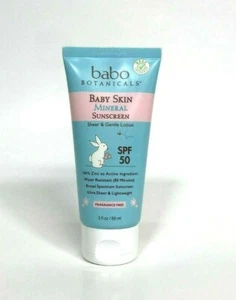 babo
BOTANICALS
BABY SKIN
MINERAL
SUNSCREEN
Sheer & Gentle Lotion
SPF
50
100% Zinc as Active Ingredient
Water Resistant (80 Minutes)
Broad Spectrum Sunscreen
Ultra Sheer & Lightweight
FRAGRANCE FREE